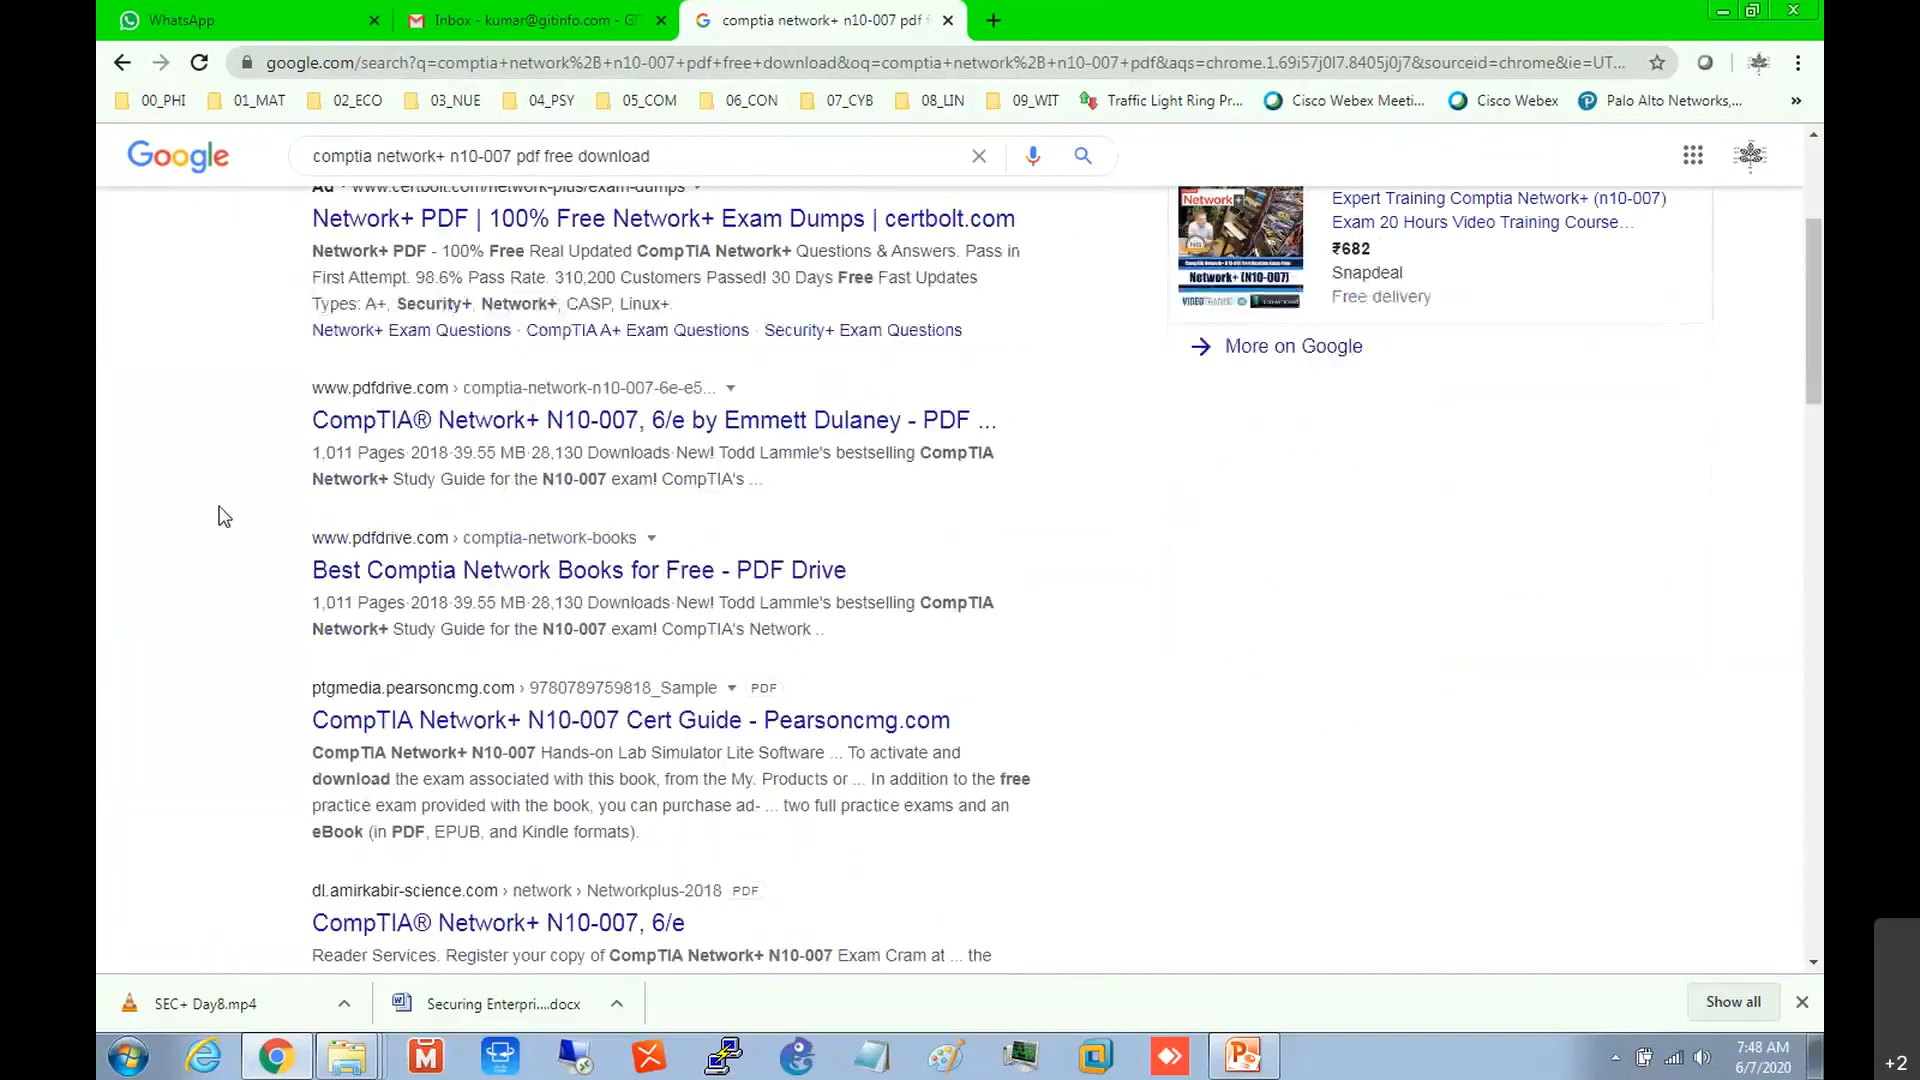 WhatsApp
Inbox - kumar@gitinfo.com - GI
comptia network+ n10-007 pdf f
google.com/search?q=comptia+network%2B+n10-007+pdf+free+download&oq=comptia+network%2B+n10-007+pdf&aqs=chrome.1.69i57j0l7.8405j0j7&sourceid=chrome&ie=UT...
00_PHI 01_MAT 02_ECO 03_NUE 04_PSY 05_COM 06_CON 07_CYB 08_LIN 09_WIT Traffic Light Ring Pr... Cisco Webex Meeti... Cisco Webex Palo Alto Networks,... »
Google
comptia network+ n10-007 pdf free download
Ad · www.certbolt.com/network-plus/exam-dumps
Network+ PDF | 100% Free Network+ Exam Dumps | certbolt.com
Network+ PDF - 100% Free Real Updated CompTIA Network+ Questions & Answers. Pass in
First Attempt. 98.6% Pass Rate. 310,200 Customers Passed! 30 Days Free Fast Updates
Types: A+, Security+, Network+, CASP, Linux+.
Network+ Exam Questions · CompTIA A+ Exam Questions · Security+ Exam Questions
www.pdfdrive.com › comptia-network-n10-007-6e-e5...
CompTIA® Network+ N10-007, 6/e by Emmett Dulaney - PDF ...
1,011 Pages·2018·39.55 MB·28,130 Downloads·New! Todd Lammle's bestselling CompTIA
Network+ Study Guide for the N10-007 exam! CompTIA's ...
www.pdfdrive.com › comptia-network-books
Best Comptia Network Books for Free - PDF Drive
1,011 Pages·2018·39.55 MB·28,130 Downloads·New! Todd Lammle's bestselling CompTIA
Network+ Study Guide for the N10-007 exam! CompTIA's Network ..
ptgmedia.pearsoncmg.com › 9780789759818_Sample PDF
CompTIA Network+ N10-007 Cert Guide - Pearsoncmg.com
CompTIA Network+ N10-007 Hands-on Lab Simulator Lite Software ... To activate and
download the exam associated with this book, from the My. Products or ... In addition to the free
practice exam provided with the book, you can purchase ad- ... two full practice exams and an
eBook (in PDF, EPUB, and Kindle formats).
dl.amirkabir-science.com › network › Networkplus-2018 PDF
CompTIA® Network+ N10-007, 6/e
Reader Services. Register your copy of CompTIA Network+ N10-007 Exam Cram at ... the
Network+
Network+ (N10-007)
Expert Training Comptia Network+ (n10-007)
Exam 20 Hours Video Training Course...
₹682
Snapdeal
Free delivery
More on Google
SEC+ Day8.mp4
Securing Enterpri....docx
Show all
7:48 AM
6/7/2020
+2